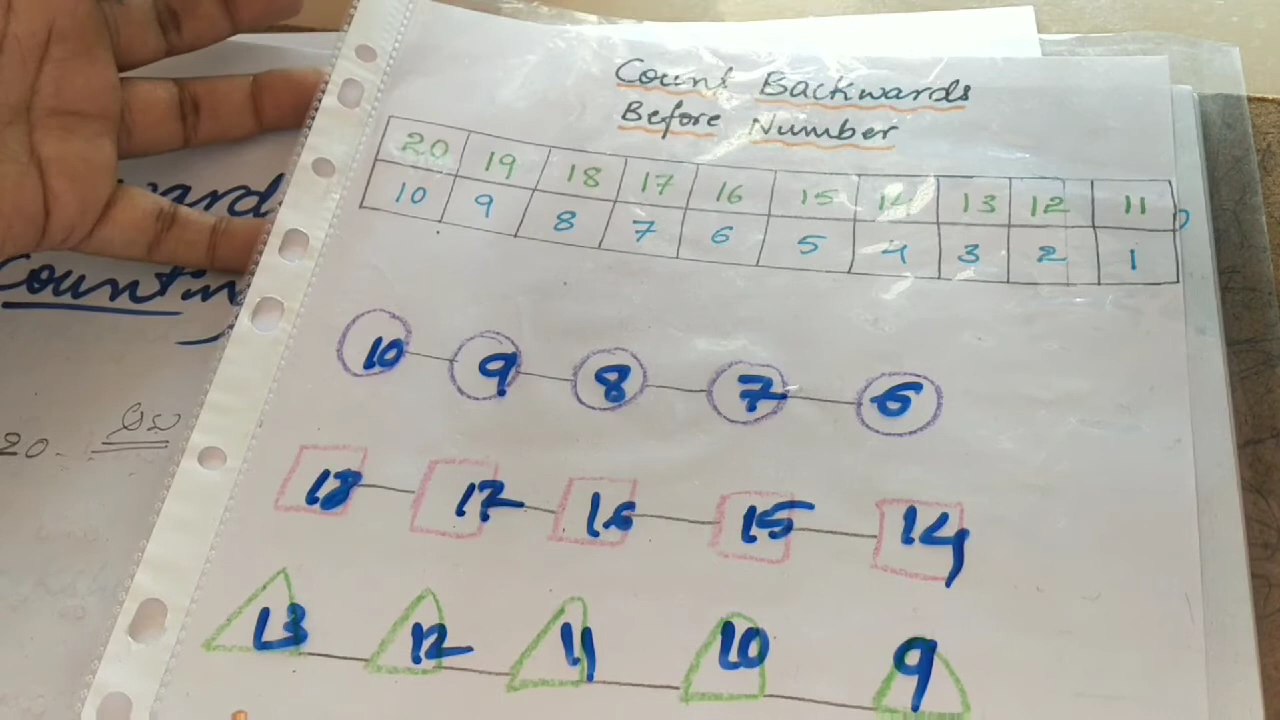 Count Backwards
Before Number
20 19 18 17 16 15 14 13 12 11
10 9 8 7 6 5 4 3 2 1
10 9 8 7 6
18 17 16 15 14
13 12 11 10 9
ward
Counting
20